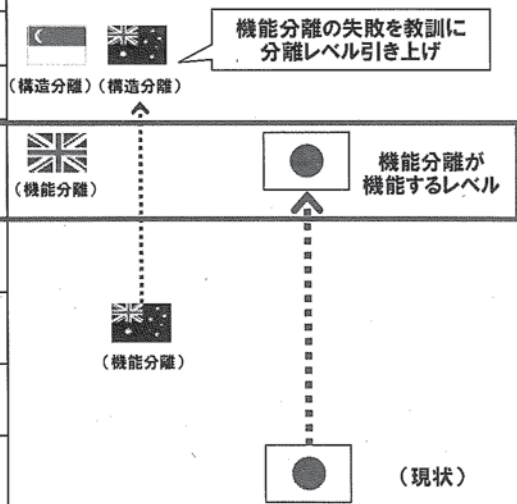 機能分離の失敗を教訓に
分離レベル引き上げ
(構造分離)(構造分離)
(機能分離)
機能分離が
機能するレベル
(機能分離)
(現状)